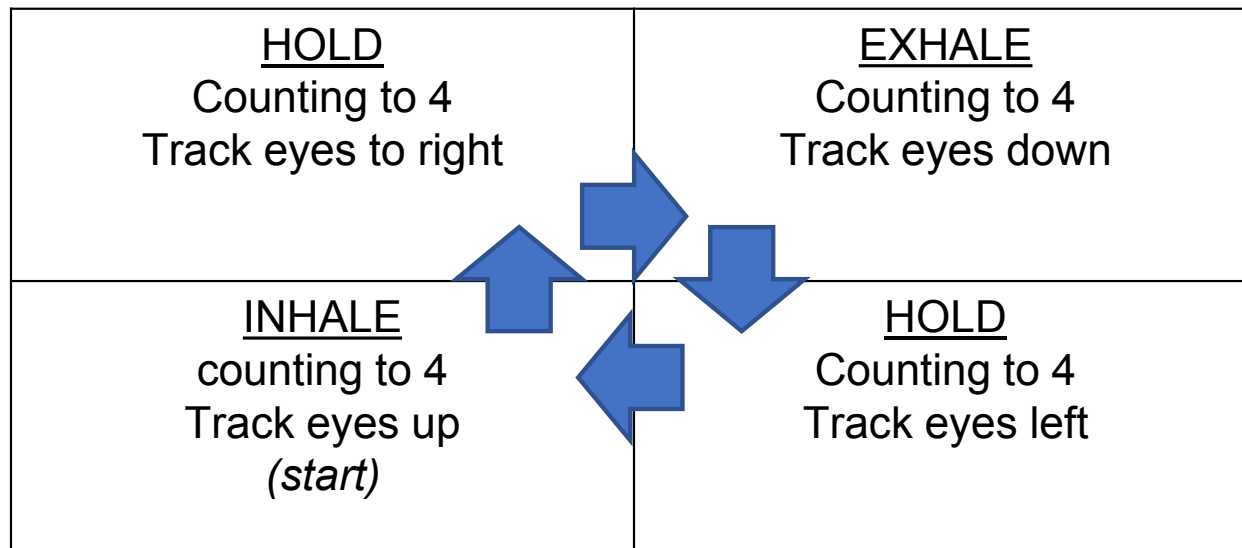 HOLD
Counting to 4
Track eyes to right
EXHALE
Counting to 4
Track eyes down
INHALE
counting to 4
Track eyes up
(start)
HOLD
Counting to 4
Track eyes left